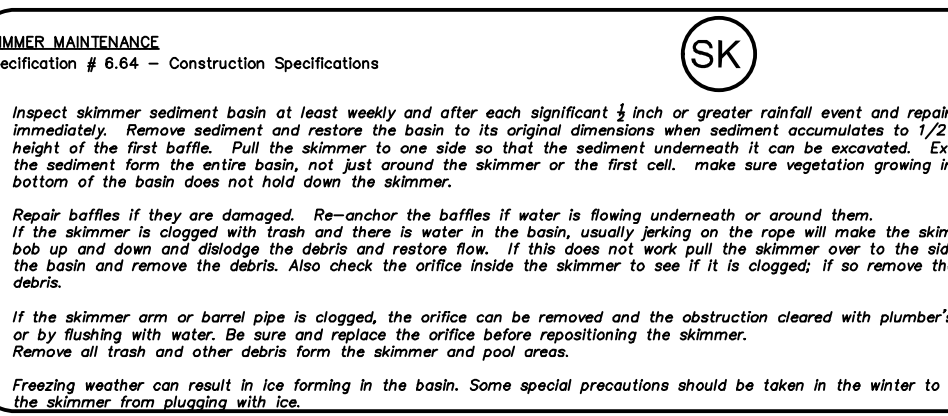 IMMER MAINTENANCE
SK
ecification # 6.64 - Construction Specifications
Inspect skimmer sediment basin at least weekly and after each significant ½ inch or greater rainfall event and repair
immediately. Remove sediment and restore the basin to its original dimensions when sediment accumulates to 1/2
height of the first baffle. Pull the skimmer to one side so that the sediment underneath it can be excavated. Ex
the sediment form the entire basin, not just around the skimmer or the first cell. make sure vegetation growing in
bottom of the basin does not hold down the skimmer.
Repair baffles if they are damaged. Re-anchor the baffles if water is flowing underneath or around them.
If the skimmer is clogged with trash and there is water in the basin, usually jerking on the rope will make the skim
bob up and down and dislodge the debris and restore flow. If this does not work pull the skimmer over to the sid
the basin and remove the debris. Also check the orifice inside the skimmer to see if it is clogged; if so remove th
debris.
If the skimmer arm or barrel pipe is clogged, the orifice can be removed and the obstruction cleared with plumber's
or by flushing with water. Be sure and replace the orifice before repositioning the skimmer.
Remove all trash and other debris form the skimmer and pool areas.
Freezing weather can result in ice forming in the basin. Some special precautions should be taken in the winter to
the skimmer from plugging with ice.